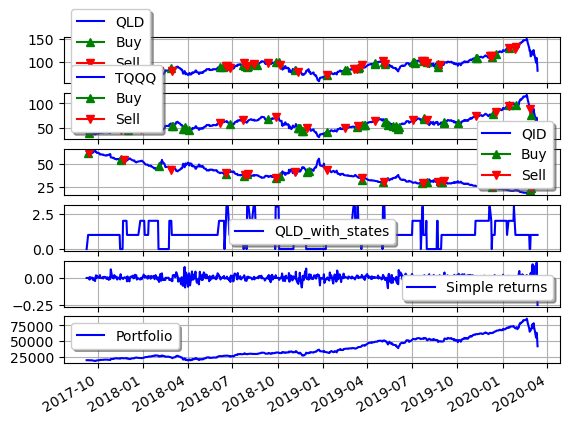 QLD
Buy
Sell
150
100
TQQQ
Buy
Sell
100
50
QID
Buy
Sell
50
25
QLD_with_states
2.5
0.0
Simple returns
0.00
−0.25
Portfolio
75000
50000
25000
2017-10
2018-01
2018-04
2018-07
2018-10
2019-01
2019-04
2019-07
2019-10
2020-01
2020-04